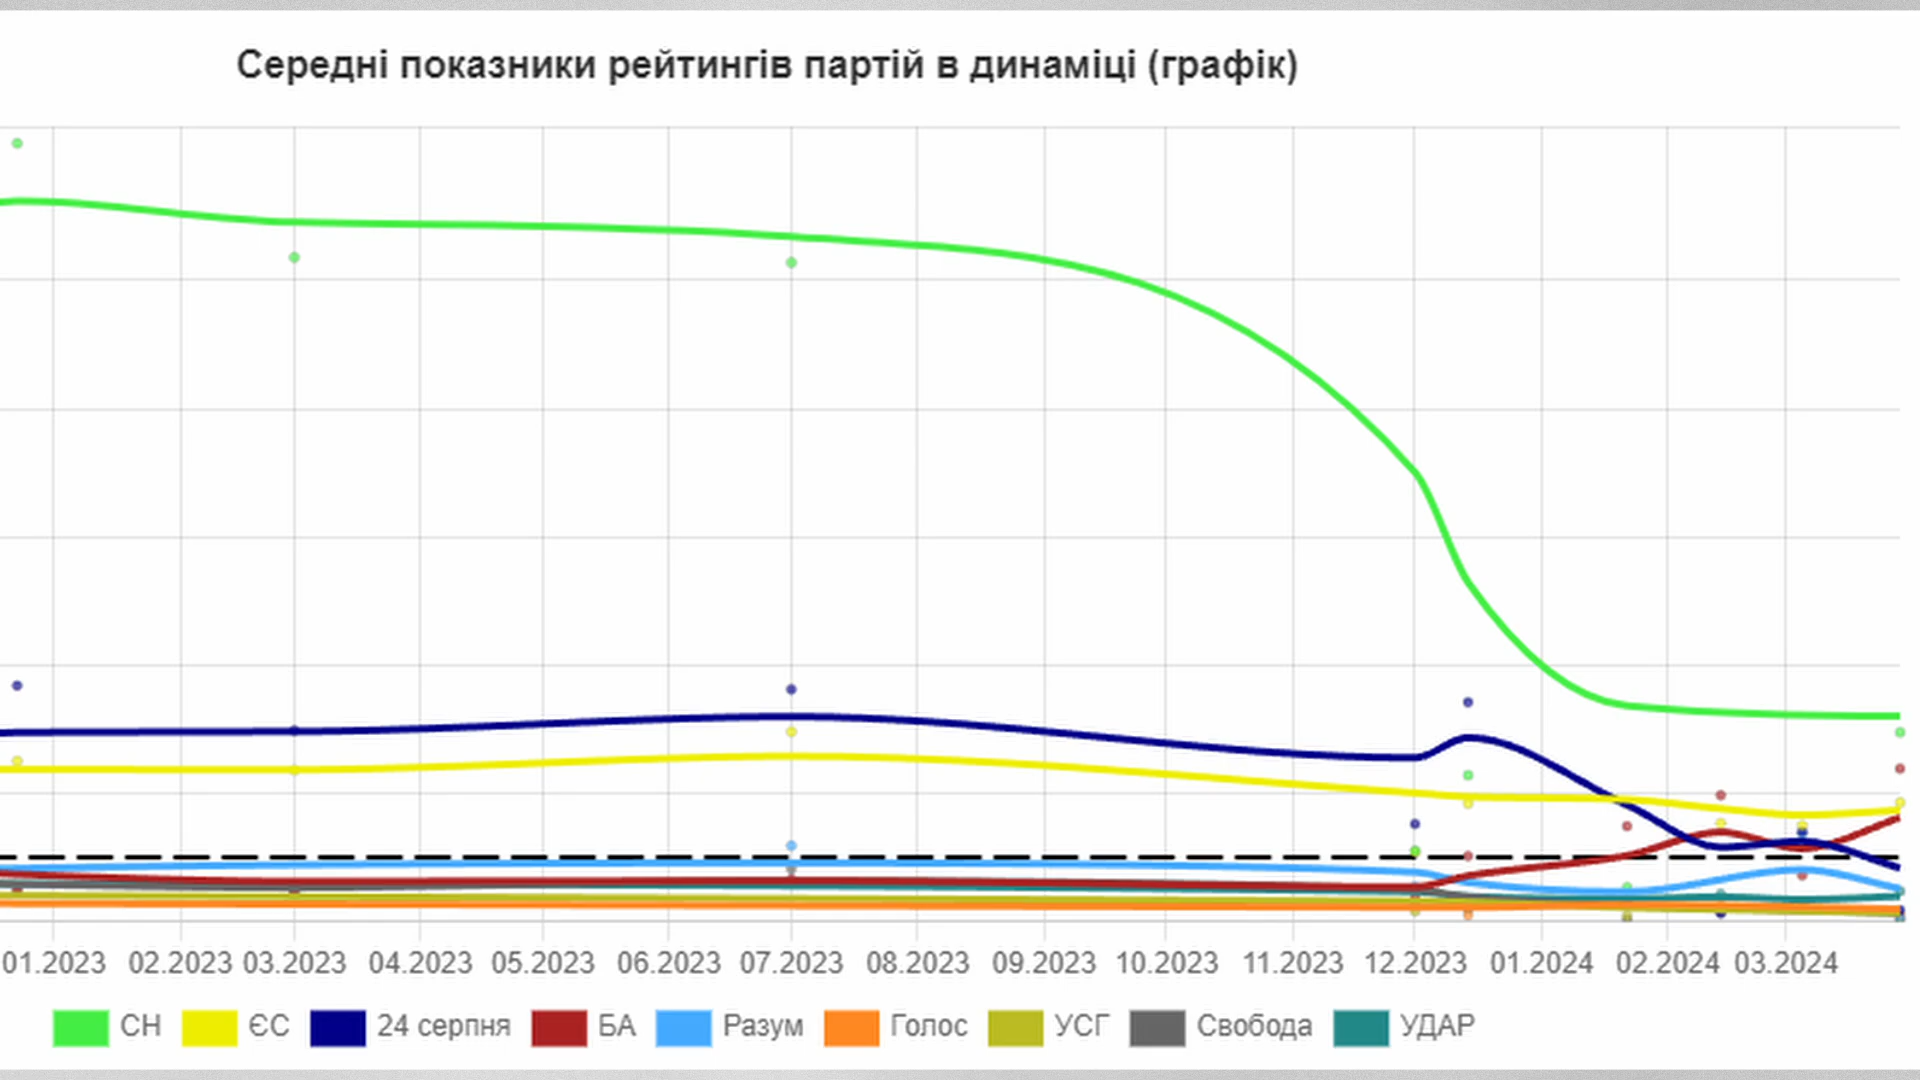 Середні показники рейтингів партій в динаміці (графік)
01.2023 02.2023 03.2023 04.2023 05.2023 06.2023 07.2023 08.2023 09.2023 10.2023 11.2023 12.2023 01.2024 02.2024 03.2024
СН ЄС 24 серпня БА Разум Голос УСГ Свобода УДАР